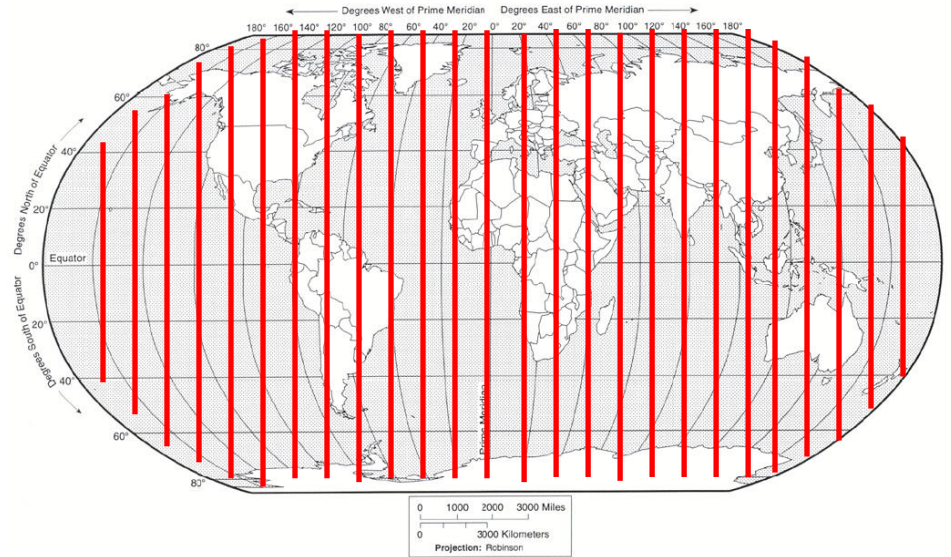 Degrees West of Prime Meridian Degrees East of Prime Meridian
180° 160° 140° 120° 100° 80° 60° 40° 20° 0° 20° 40° 60° 80° 100° 120° 140° 160° 180°
80°
60°
40°
20°
Equator
0°
20°
40°
60°
80°
Degrees North of Equator
Degrees South of Equator
Prime Meridian
0 1000 2000 3000 Miles
0 3000 Kilometers
Projection: Robinson